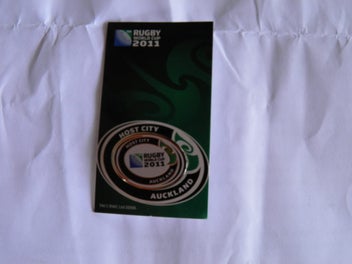 RUGBY
WORLD CUP
2011
HOST CITY
HOST CITY
RUGBY
WORLD CUP
2011
AUCKLAND
AUCKLAND